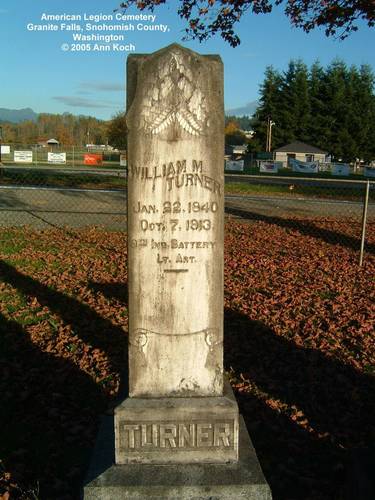 American Legion Cemetery
Granite Falls, Snohomish County,
Washington
© 2005 Ann Koch
WILLIAM M
TURNER
JAN. 22. 1840
OCT. 7, 1913.
9TH IND. BATTERY
LT. ART.
TURNER